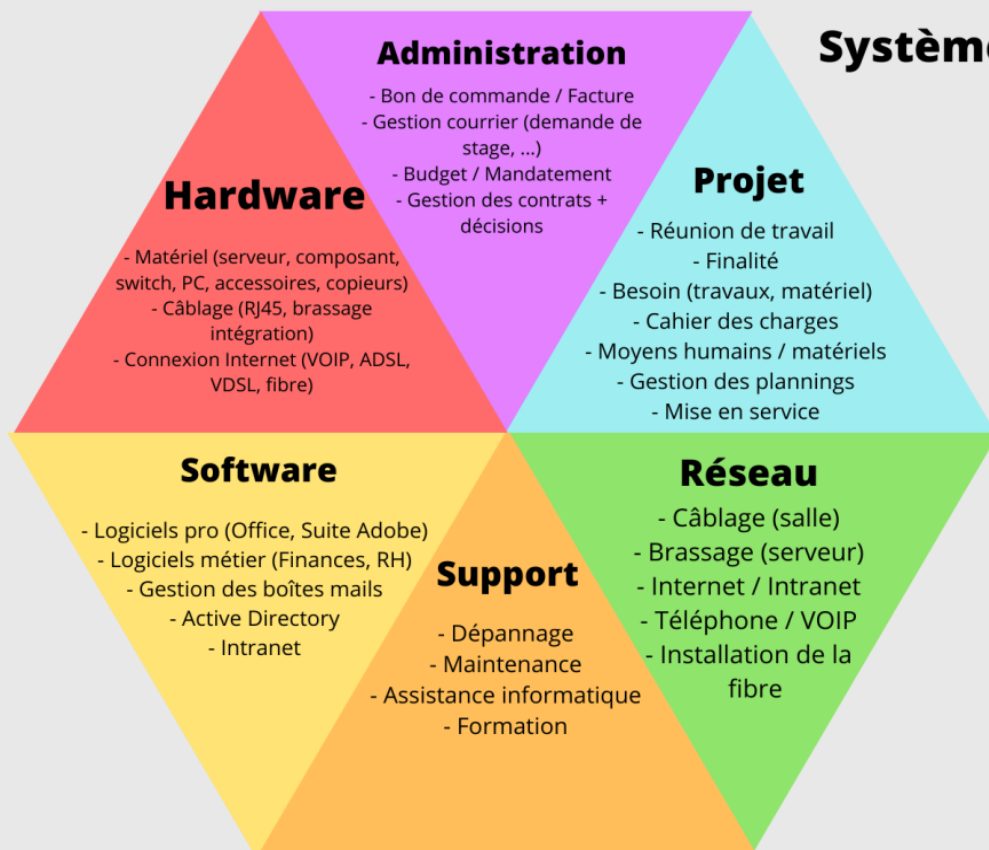 Système
Administration
- Bon de commande / Facture
- Gestion courrier (demande de
stage, ...)
- Budget / Mandatement
- Gestion des contrats +
décisions
Hardware
- Matériel (serveur, composant,
switch, PC, accessoires, copieurs)
- Câblage (RJ45, brassage
intégration)
- Connexion Internet (VOIP, ADSL,
VDSL, fibre)
Projet
- Réunion de travail
- Finalité
- Besoin (travaux, matériel)
- Cahier des charges
- Moyens humains / matériels
- Gestion des plannings
- Mise en service
Software
- Logiciels pro (Office, Suite Adobe)
- Logiciels métier (Finances, RH)
- Gestion des boîtes mails
- Active Directory
- Intranet
Support
- Dépannage
- Maintenance
- Assistance informatique
- Formation
Réseau
- Câblage (salle)
- Brassage (serveur)
- Internet / Intranet
- Téléphone / VOIP
- Installation de la
fibre